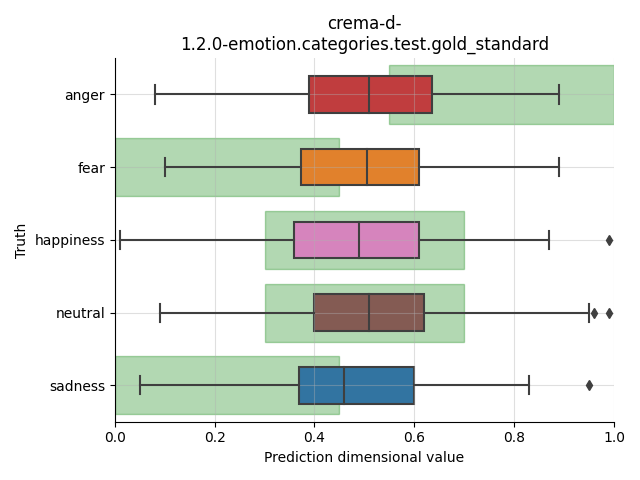 crema-d-
1.2.0-emotion.categories.test.gold_standard
anger
fear
happiness
neutral
sadness
Truth
0.0 0.2 0.4 0.6 0.8 1.0
Prediction dimensional value